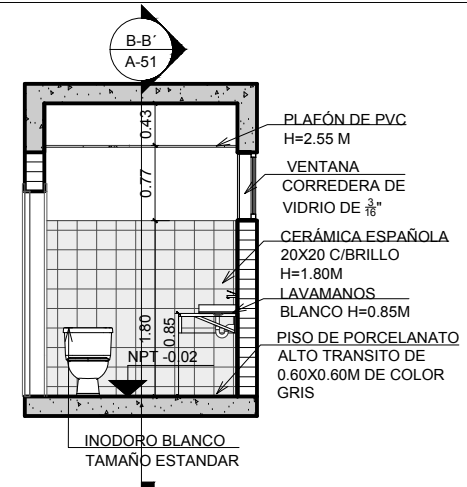 B-B´
A-51
0.43
PLAFÓN DE PVC
H=2.55 M
0.77
VENTANA
CORREDERA DE
VIDRIO DE 3/16"
CERÁMICA ESPAÑOLA
20X20 C/BRILLO
H=1.80M
LAVAMANOS
BLANCO H=0.85M
1.80
0.85
NPT -0.02
PISO DE PORCELANATO
ALTO TRANSITO DE
0.60X0.60M DE COLOR
GRIS
INODORO BLANCO
TAMAÑO ESTANDAR